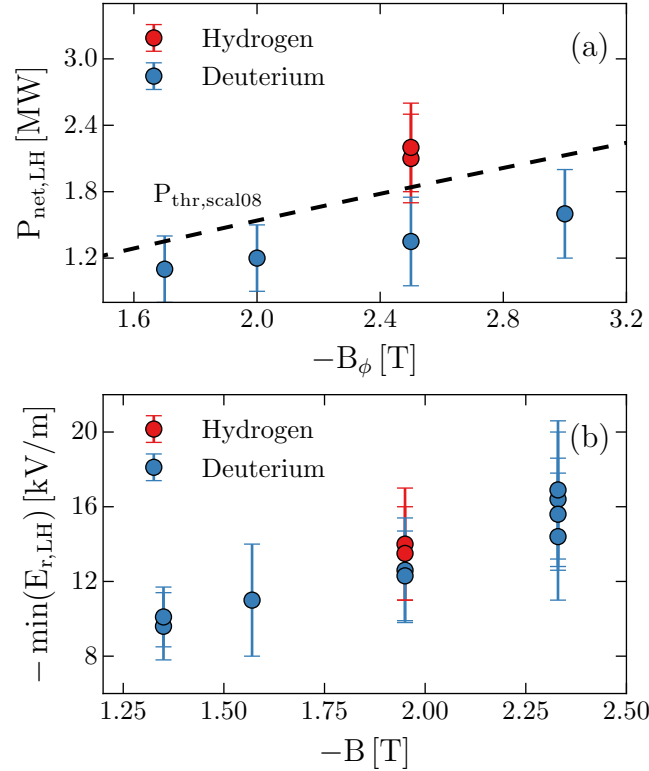 (a)
Hydrogen
Deuterium
P_thr,scal08
P_net,LH [MW]
3.0
2.4
1.8
1.2
1.6 2.0 2.4 2.8 3.2
−B_ϕ [T]
(b)
Hydrogen
Deuterium
− min(E_r,LH) [kV/m]
20
16
12
8
1.25 1.50 1.75 2.00 2.25 2.50
−B [T]